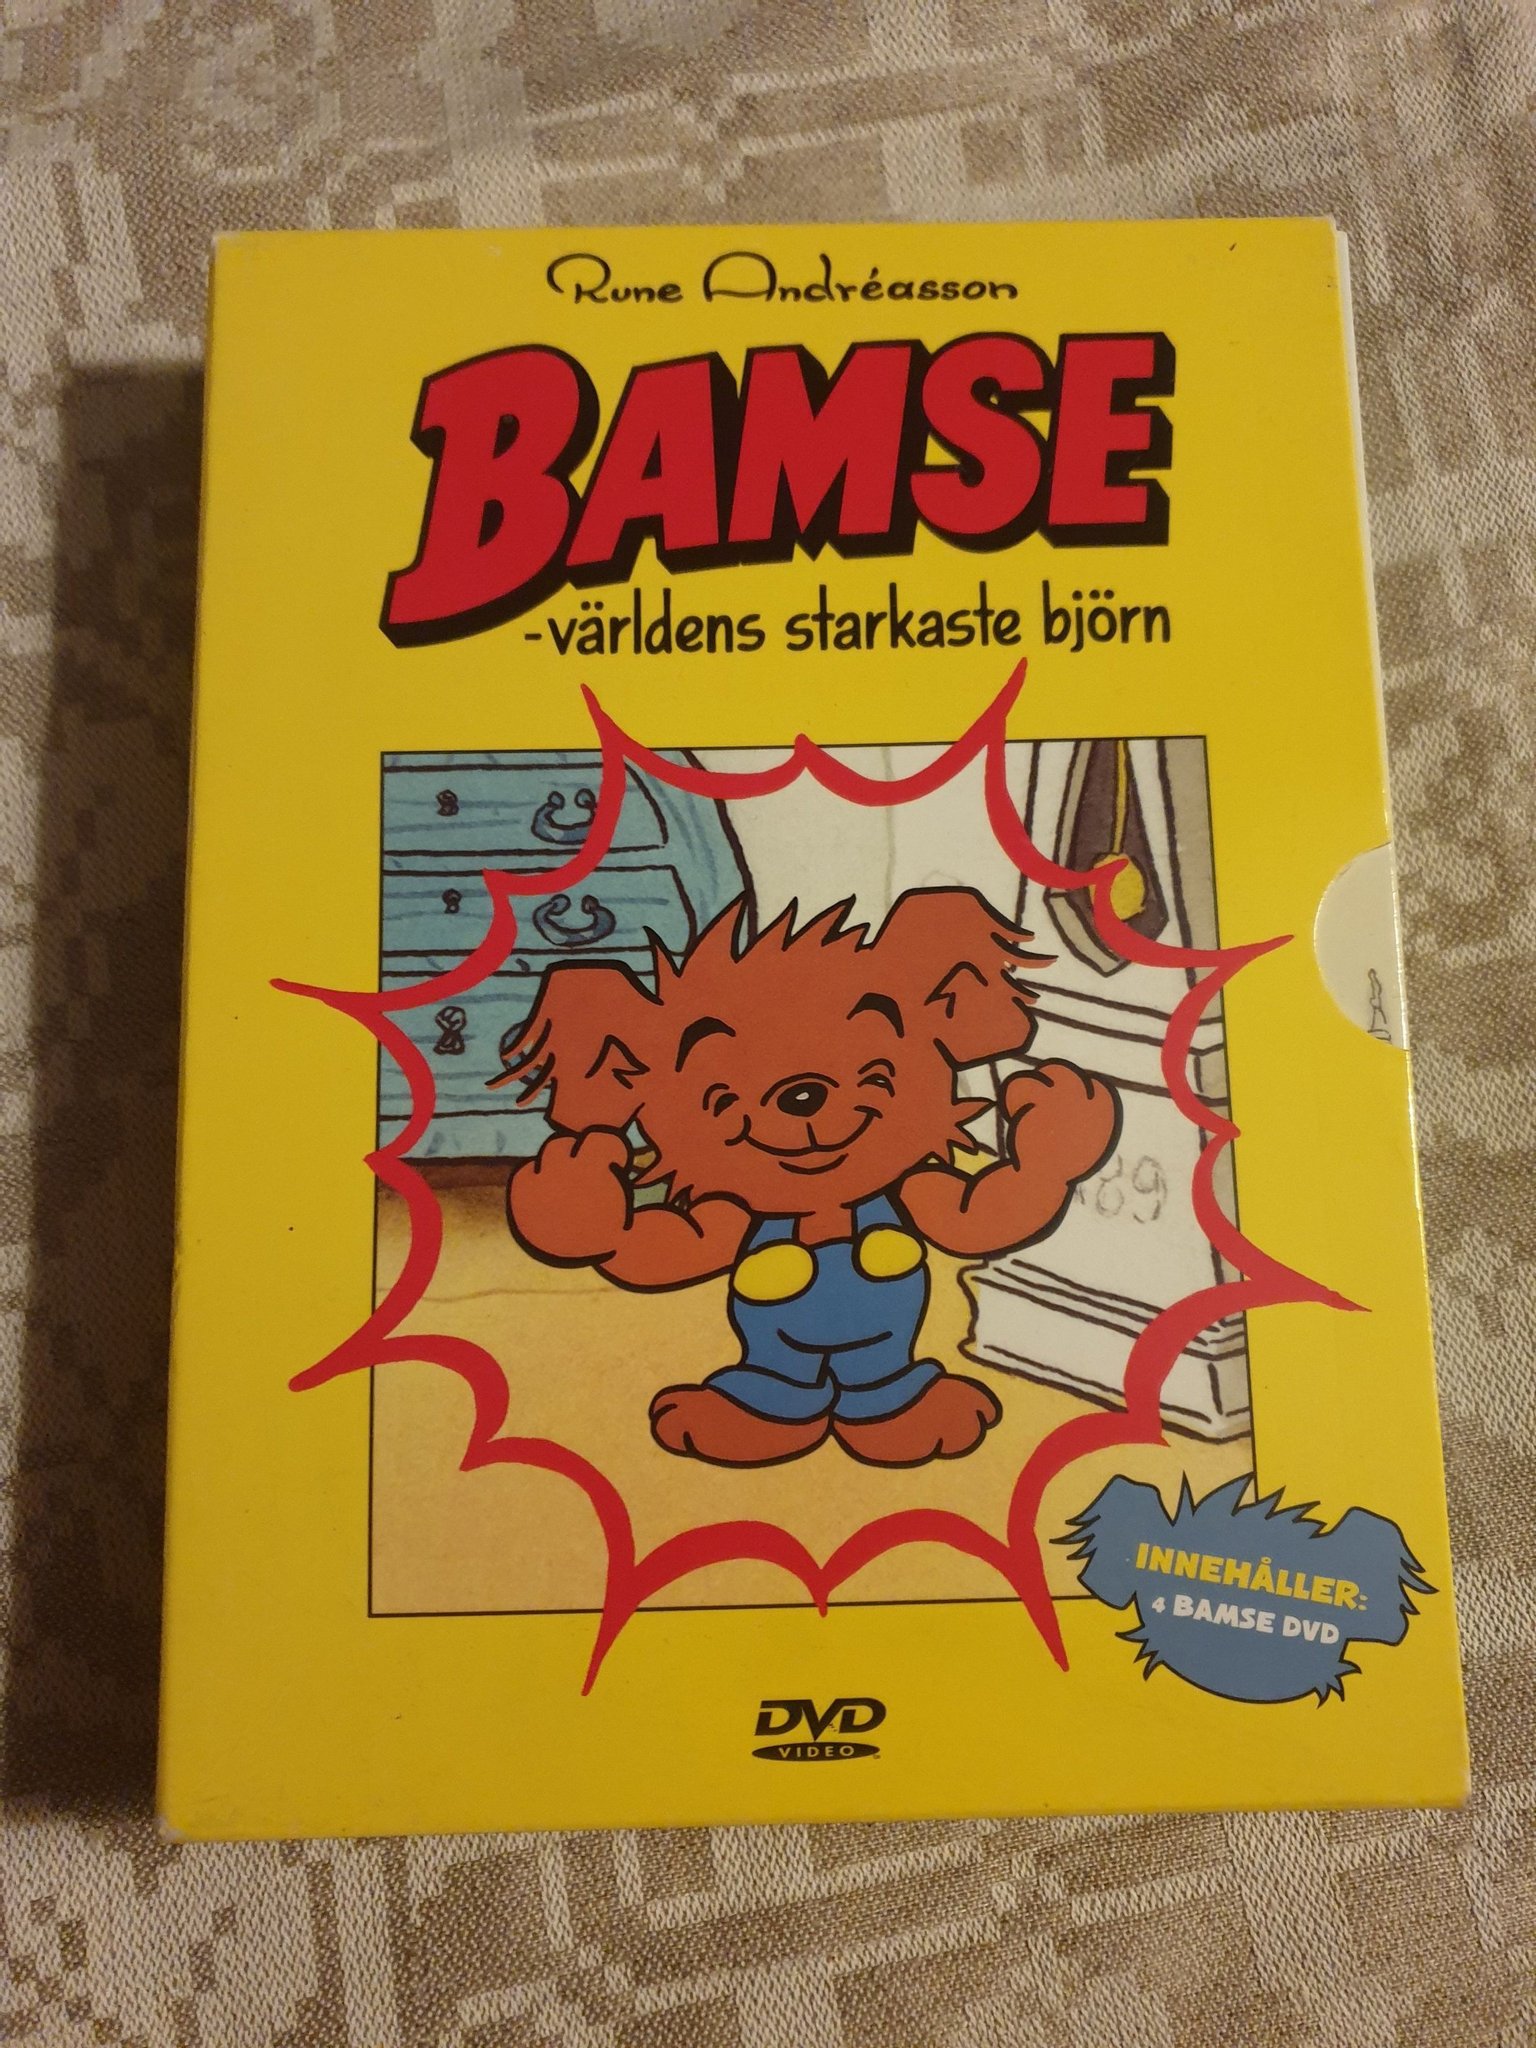 Rune Andréasson
BAMSE
-världens starkaste björn
INNEHÅLLER:
4 BAMSE DVD
DVD
VIDEO